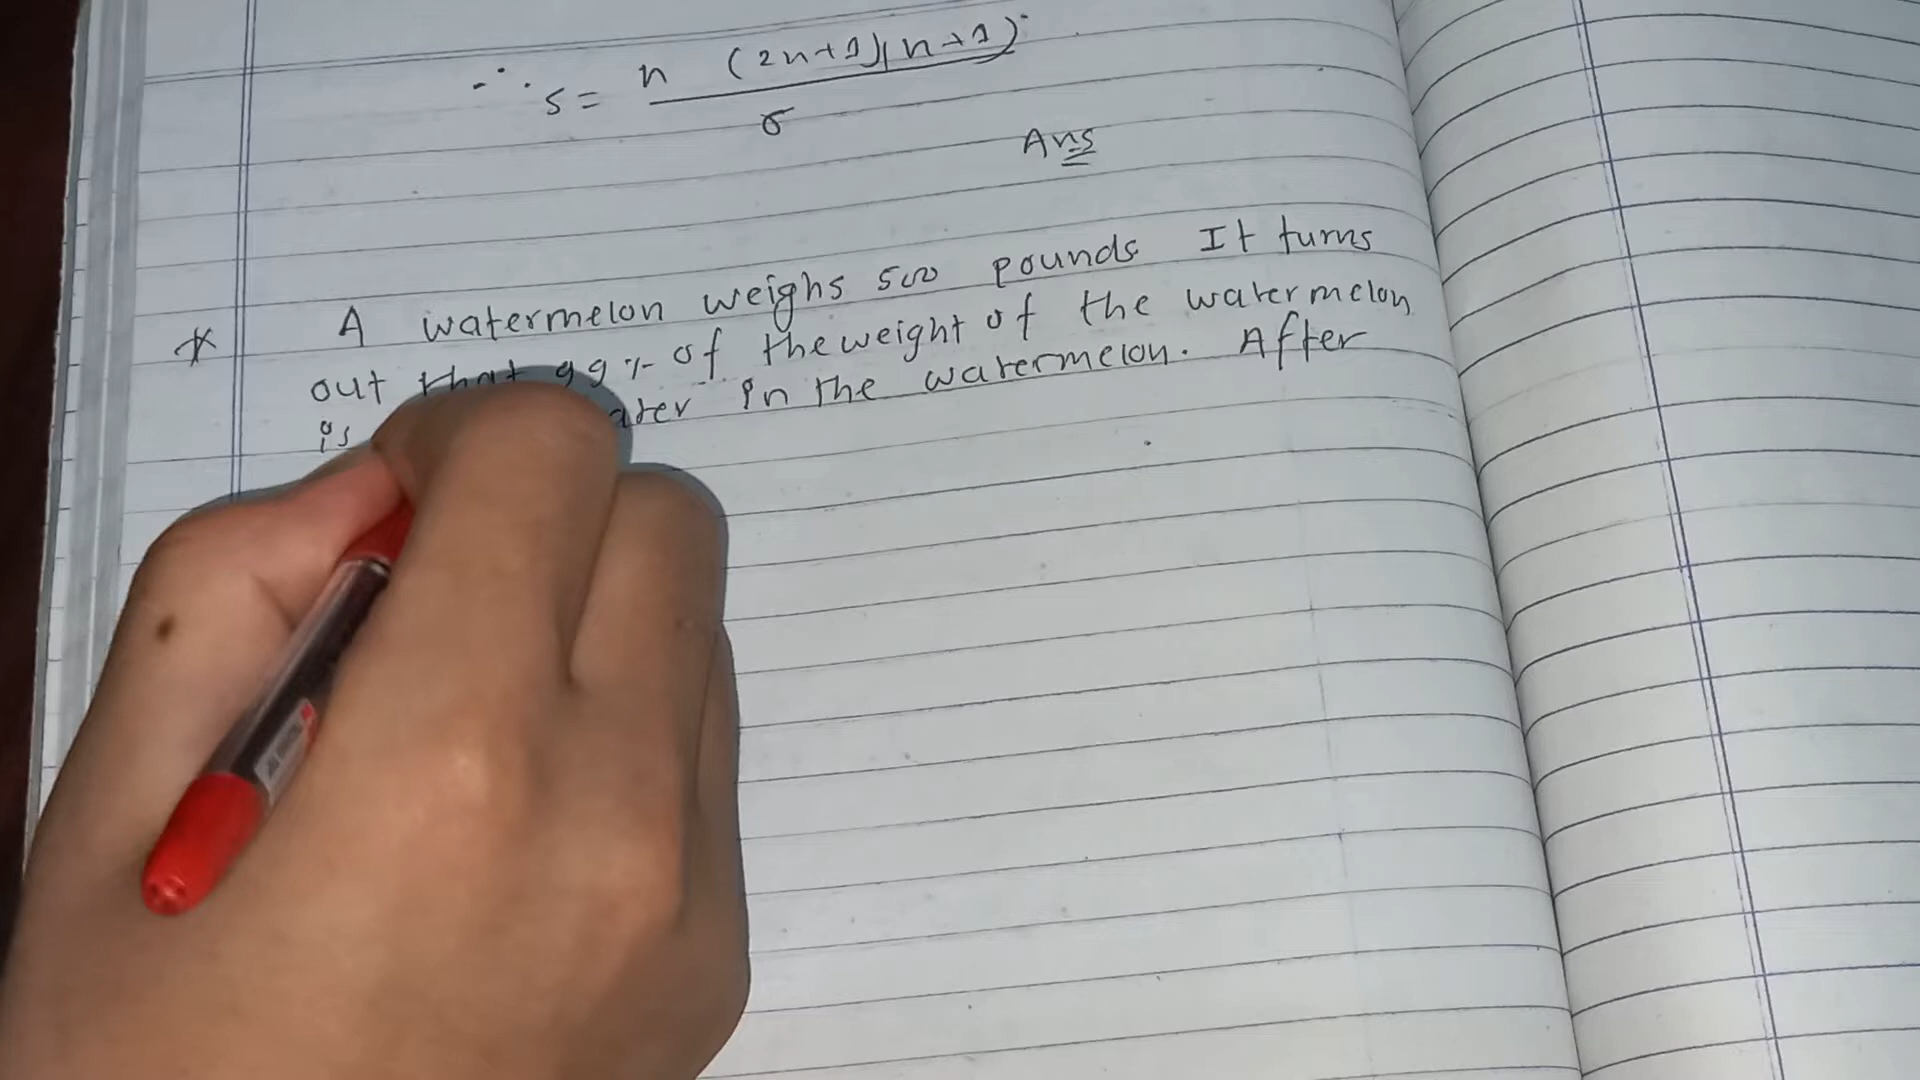 ∴ s = n (2n+1)(n+1) / 6
Ans
* A watermelon weighs 500 pounds It turns
out that 99% of the weight of the watermelon
is in the watermelon. After